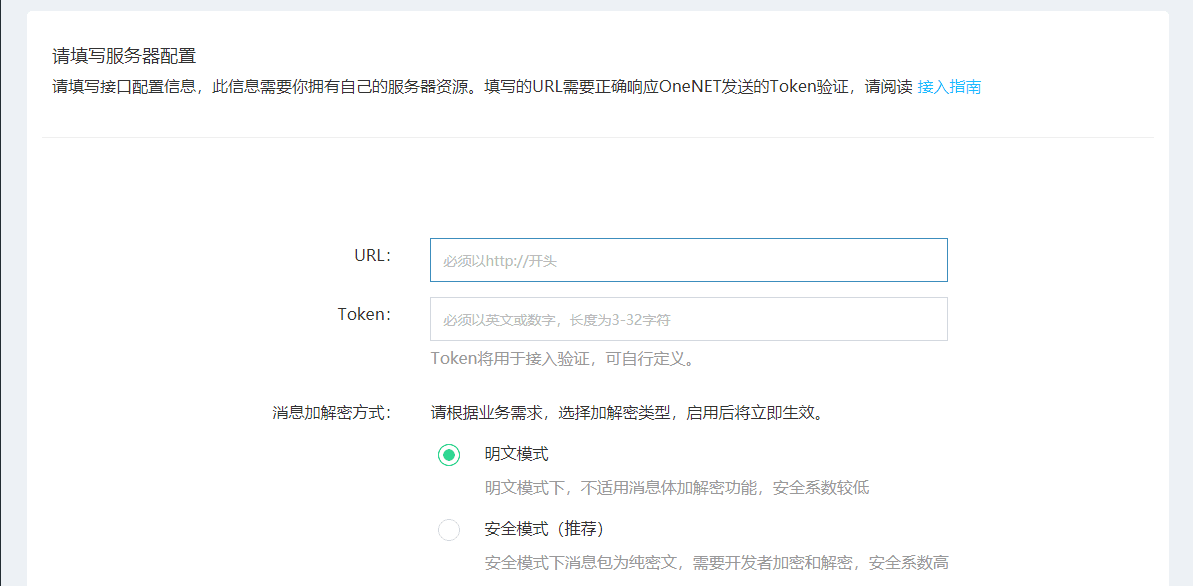 请填写服务器配置
请填写接口配置信息，此信息需要你拥有自己的服务器资源。填写的URL需要正确响应OneNET发送的Token验证，请阅读 接入指南
URL：
必须以http://开头
Token：
必须以英文或数字，长度为3-32字符
Token将用于接入验证，可自行定义。
消息加解密方式：
请根据业务需求，选择加解密类型，启用后将立即生效。
明文模式
明文模式下，不适用消息体加解密功能，安全系数较低
安全模式（推荐）
安全模式下消息包为纯密文，需要开发者加密和解密，安全系数高